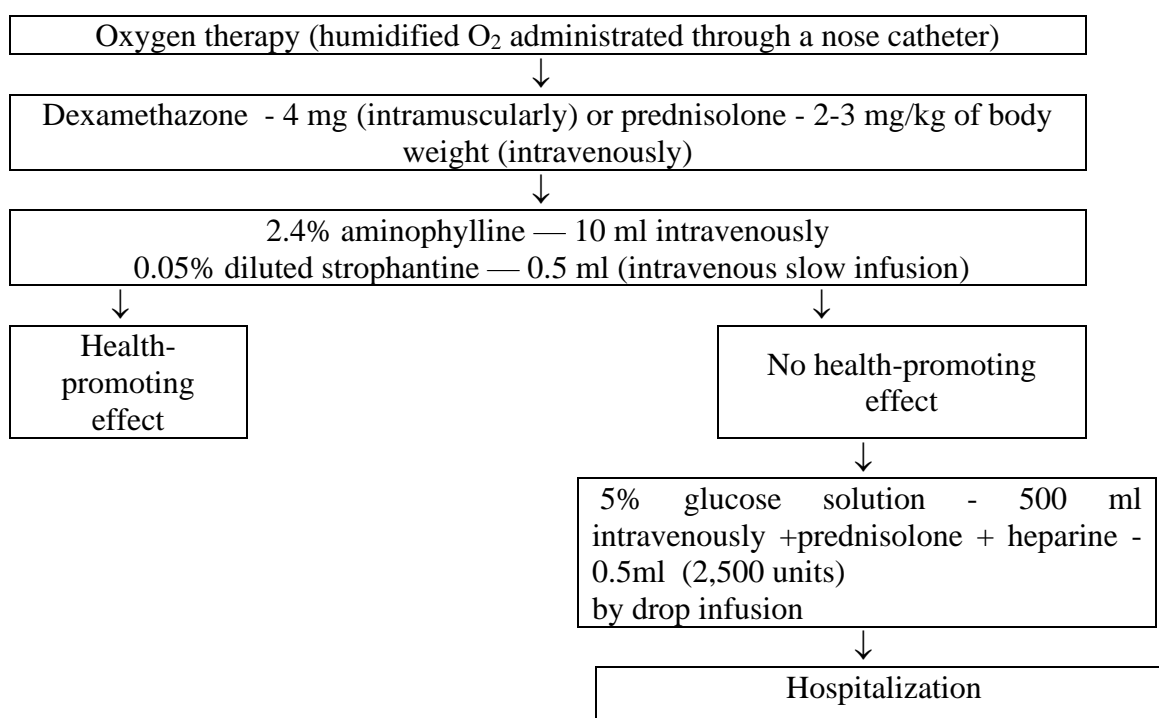 Oxygen therapy (humidified O₂ administrated through a nose catheter)
↓
Dexamethazone - 4 mg (intramuscularly) or prednisolone - 2-3 mg/kg of body
weight (intravenously)
↓
2.4% aminophylline — 10 ml intravenously
0.05% diluted strophantine — 0.5 ml (intravenous slow infusion)
↓ ↓
Health-
promoting
effect
No health-promoting
effect
↓
5% glucose solution - 500 ml
intravenously +prednisolone + heparine -
0.5ml (2,500 units)
by drop infusion
↓
Hospitalization